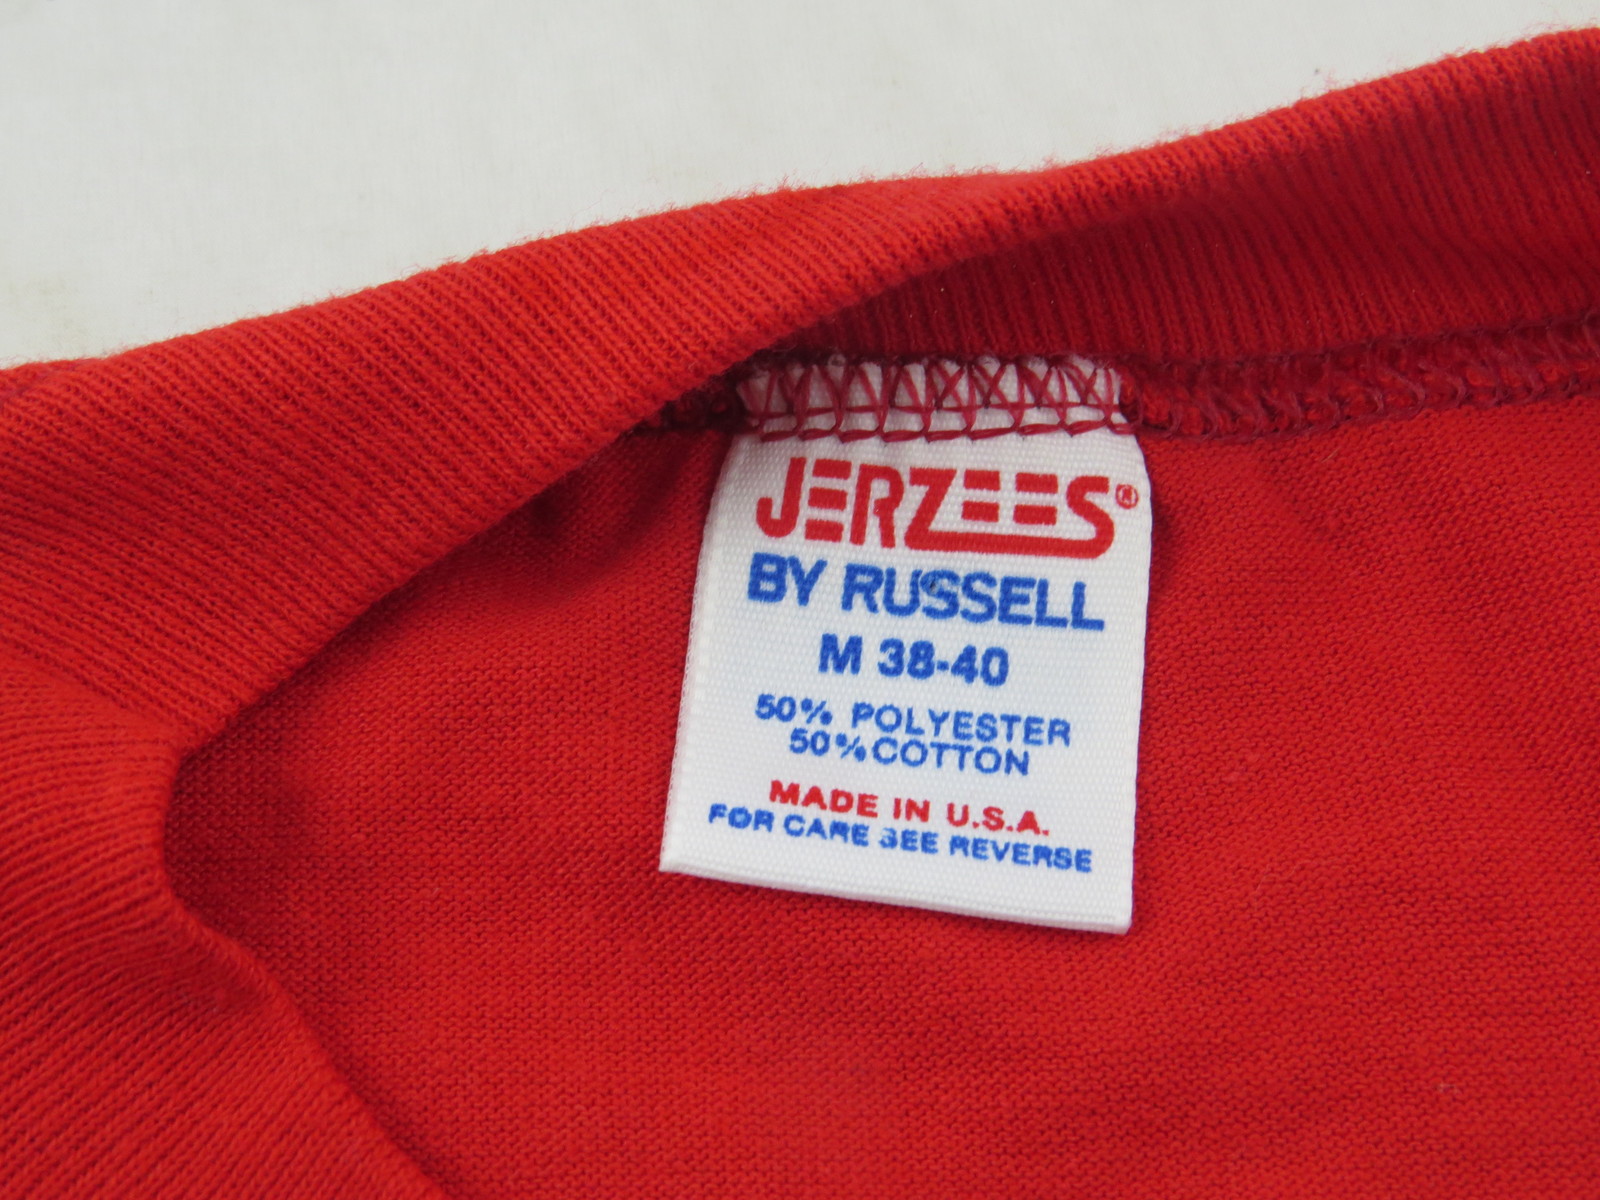 JERZEES®
BY RUSSELL
M 38-40
50% POLYESTER
50% COTTON
MADE IN U.S.A.
FOR CARE SEE REVERSE